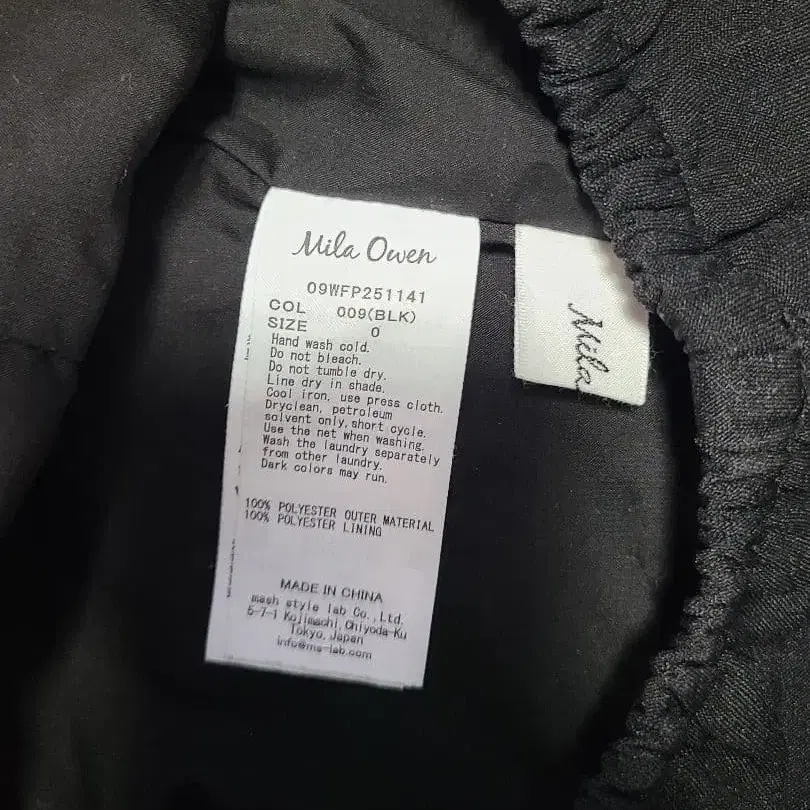 Mila Owen
09WFP251141
COL 009(BLK)
SIZE 0
Hand wash cold.
Do not bleach.
Do not tumble dry.
Line dry in shade.
Cool iron, use press cloth.
Dryclean, petroleum
solvent only, short cycle.
Use the net when washing.
Wash the laundry separately
from other laundry.
Dark colors may run.
100% POLYESTER OUTER MATERIAL
100% POLYESTER LINING
MADE IN CHINA
mash style lab Co., Ltd.
5-7-1 Kojimachi, Chiyoda-Ku
Tokyo, Japan
info@ms-lab.com
Mila